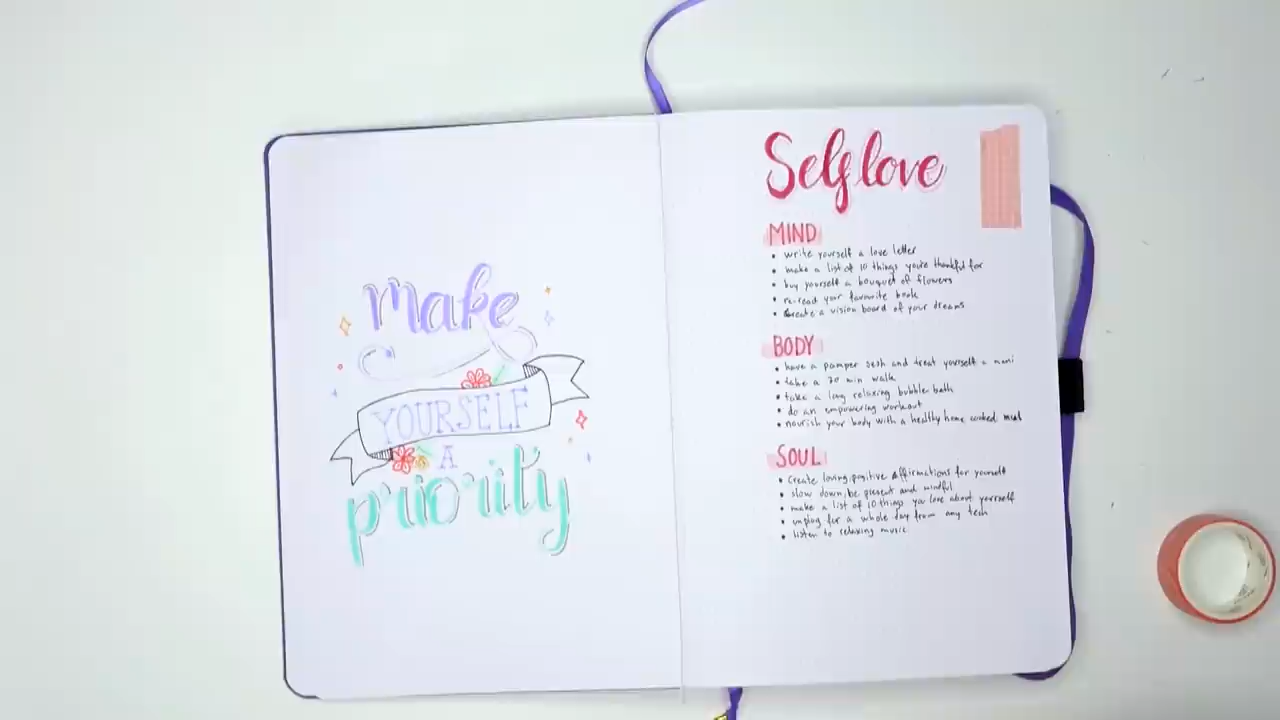 make
YOURSELF
A
priority
Self love
MIND
• write yourself a love letter
• make a list of 10 things you're thankful for
• buy yourself a bouquet of flowers
• re-read your favourite book
• create a vision board of your dreams
BODY
• have a pamper sesh and treat yourself a mani
• take a 30 min walk
• take a long relaxing bubble bath
• do an empowering workout
• nourish your body with a healthy home cooked meal
SOUL
• create loving, positive affirmations for yourself
• slow down, be present and mindful
• make a list of 10 things you love about yourself
• unplug for a whole day from any tech
• listen to relaxing music